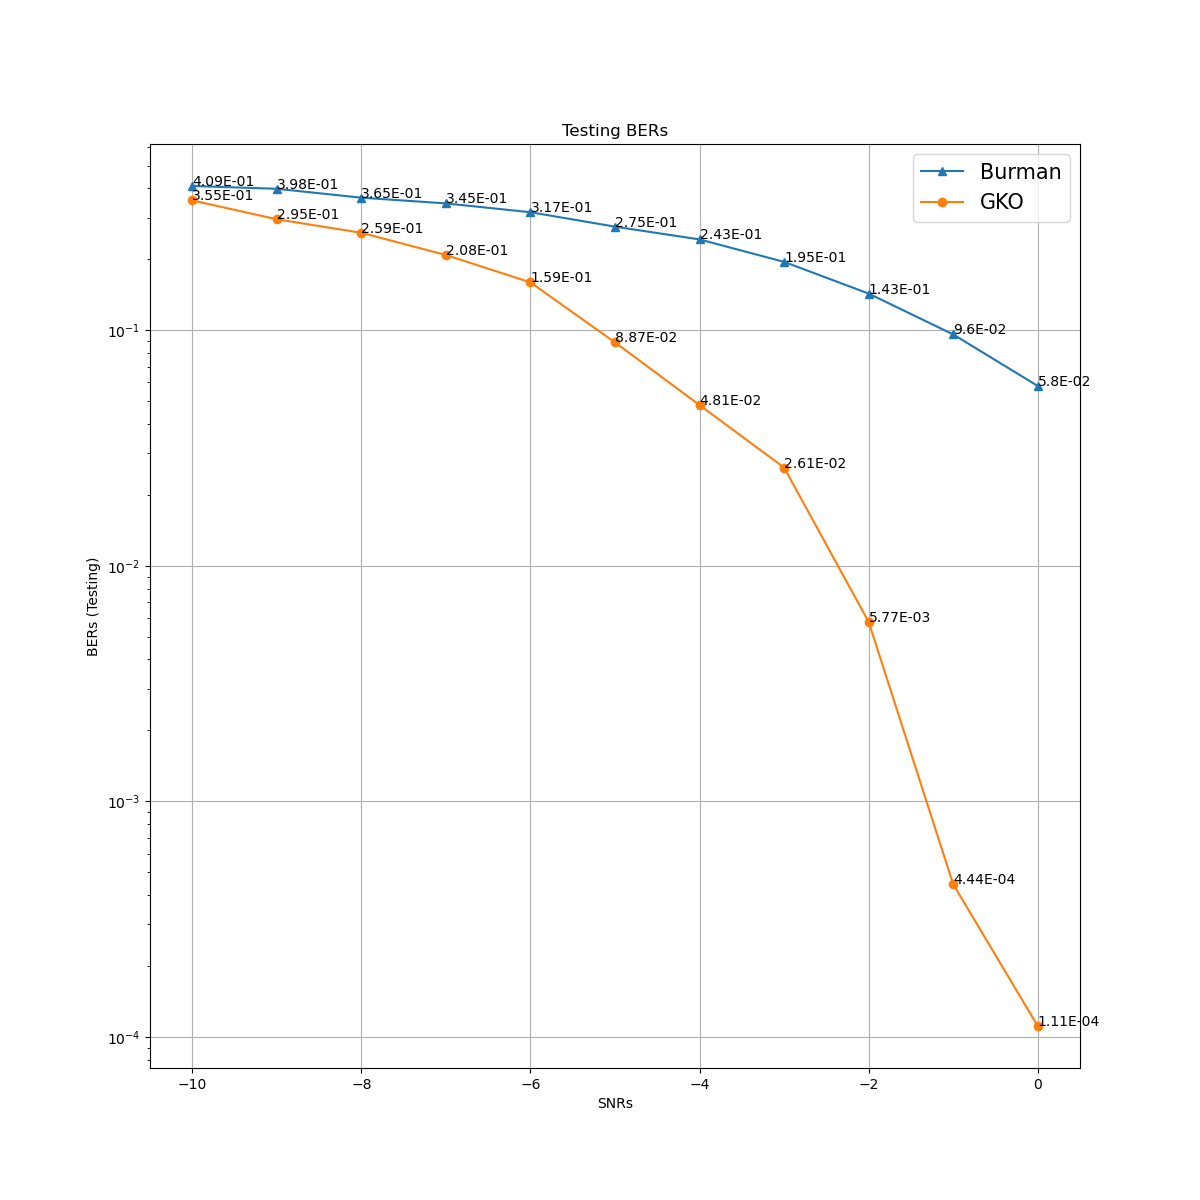 Testing BERs
Burman
GKO
4.09E-01
3.98E-01
3.65E-01
3.45E-01
3.17E-01
2.75E-01
2.43E-01
1.95E-01
1.43E-01
9.6E-02
5.8E-02
3.55E-01
2.95E-01
2.59E-01
2.08E-01
1.59E-01
8.87E-02
4.81E-02
2.61E-02
5.77E-03
4.44E-04
1.11E-04
10⁻¹
10⁻²
10⁻³
10⁻⁴
BERs (Testing)
−10 −8 −6 −4 −2 0
SNRs